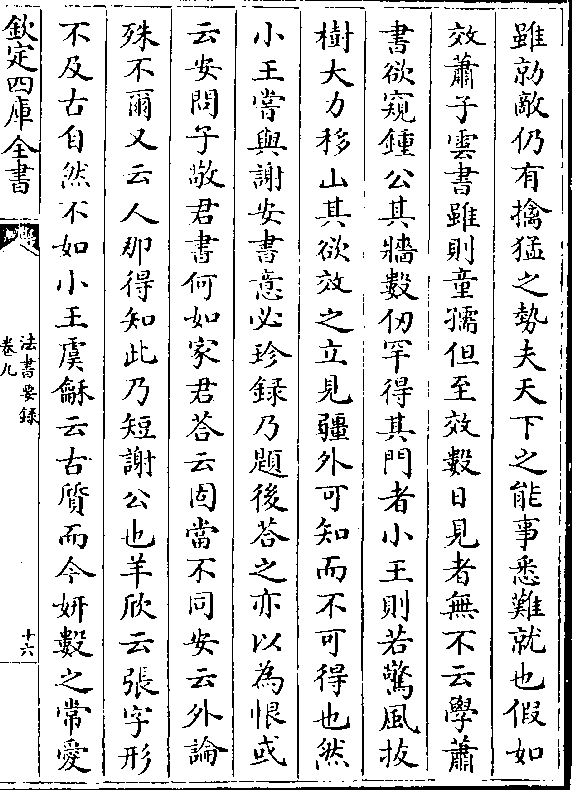 雖勍敵仍有擒猛之勢夫天下之能事悉難就也假如
效蕭子雲書雖則童孺但至效數日見者無不云學蕭
書欲窺鍾公其牆數仞罕得其門者小王則若驚風拔
樹大力移山其欲效之立見疆外可知而不可得也然
小王嘗與謝安書意必珍録乃題後荅之亦以為恨或
云安問子敬君書何如家君荅云固當不同安云外論
殊不爾又云人那得知此乃短謝公也羊欣云張字形
不及古自然不如小王虞龢云古質而今妍數之常愛
欽定四庫全書
法書要録
卷九
十六